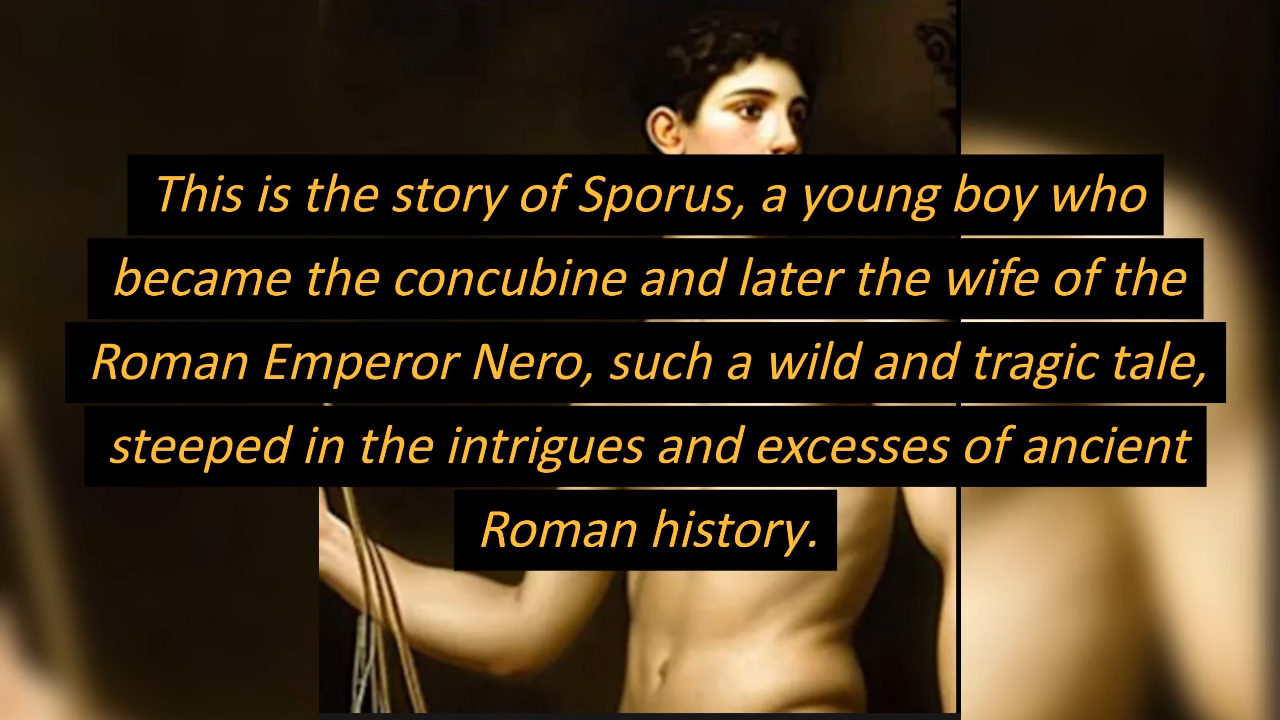 This is the story of Sporus, a young boy who
became the concubine and later the wife of the
Roman Emperor Nero, such a wild and tragic tale,
steeped in the intrigues and excesses of ancient
Roman history.